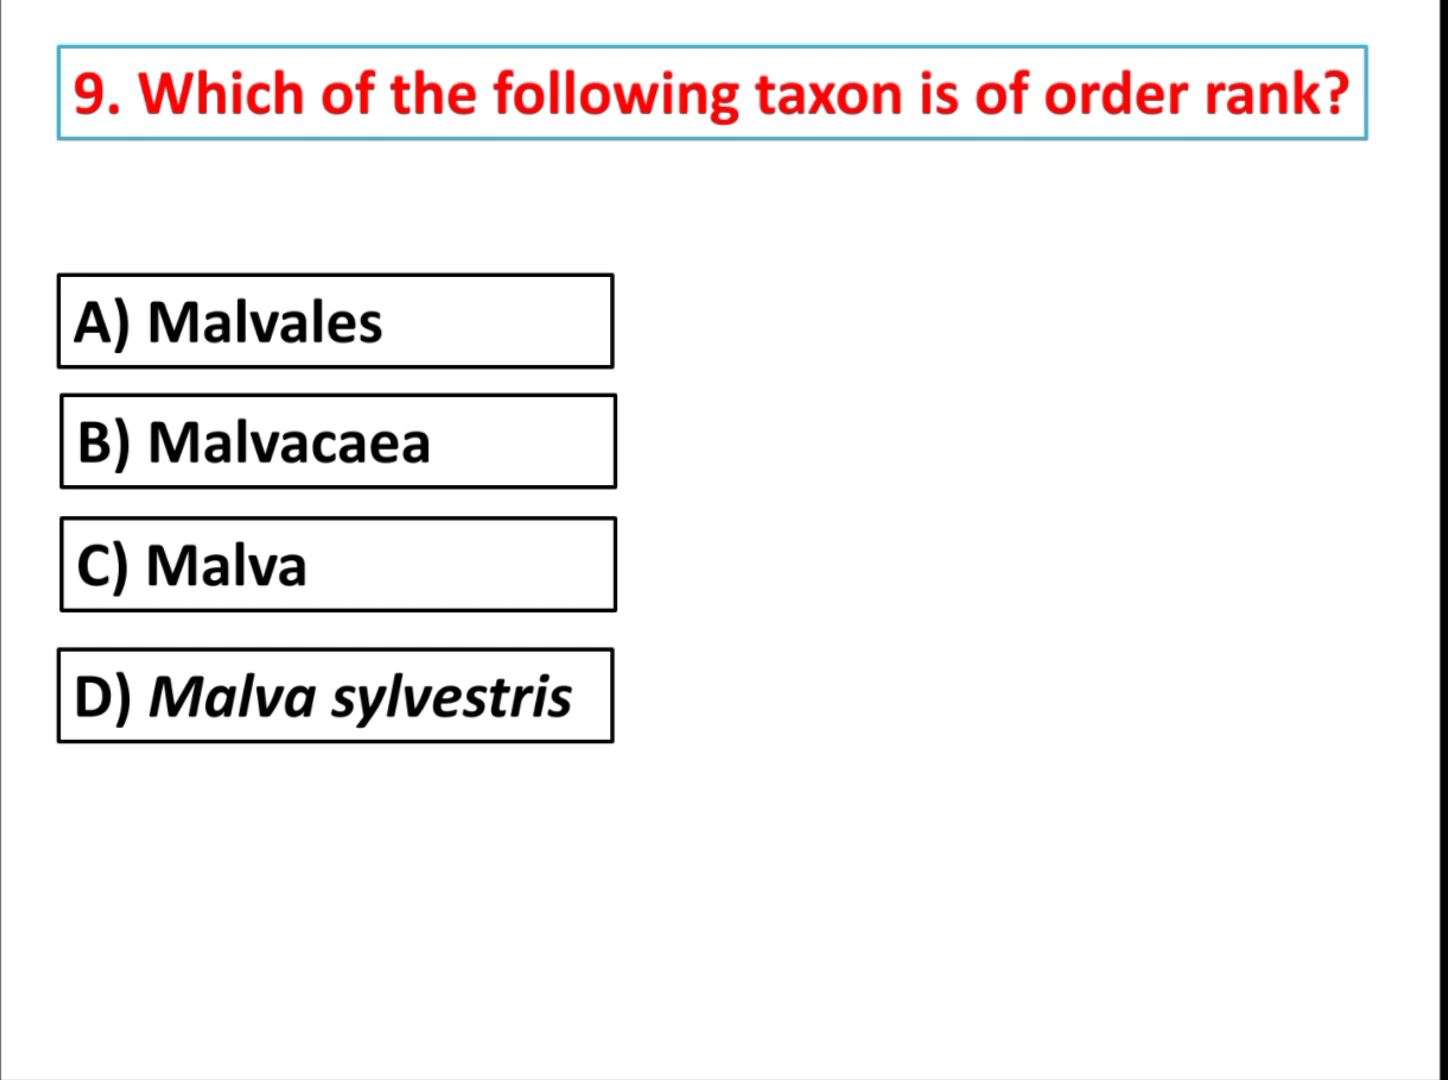 9. Which of the following taxon is of order rank?
A) Malvales
B) Malvacaea
C) Malva
D) Malva sylvestris